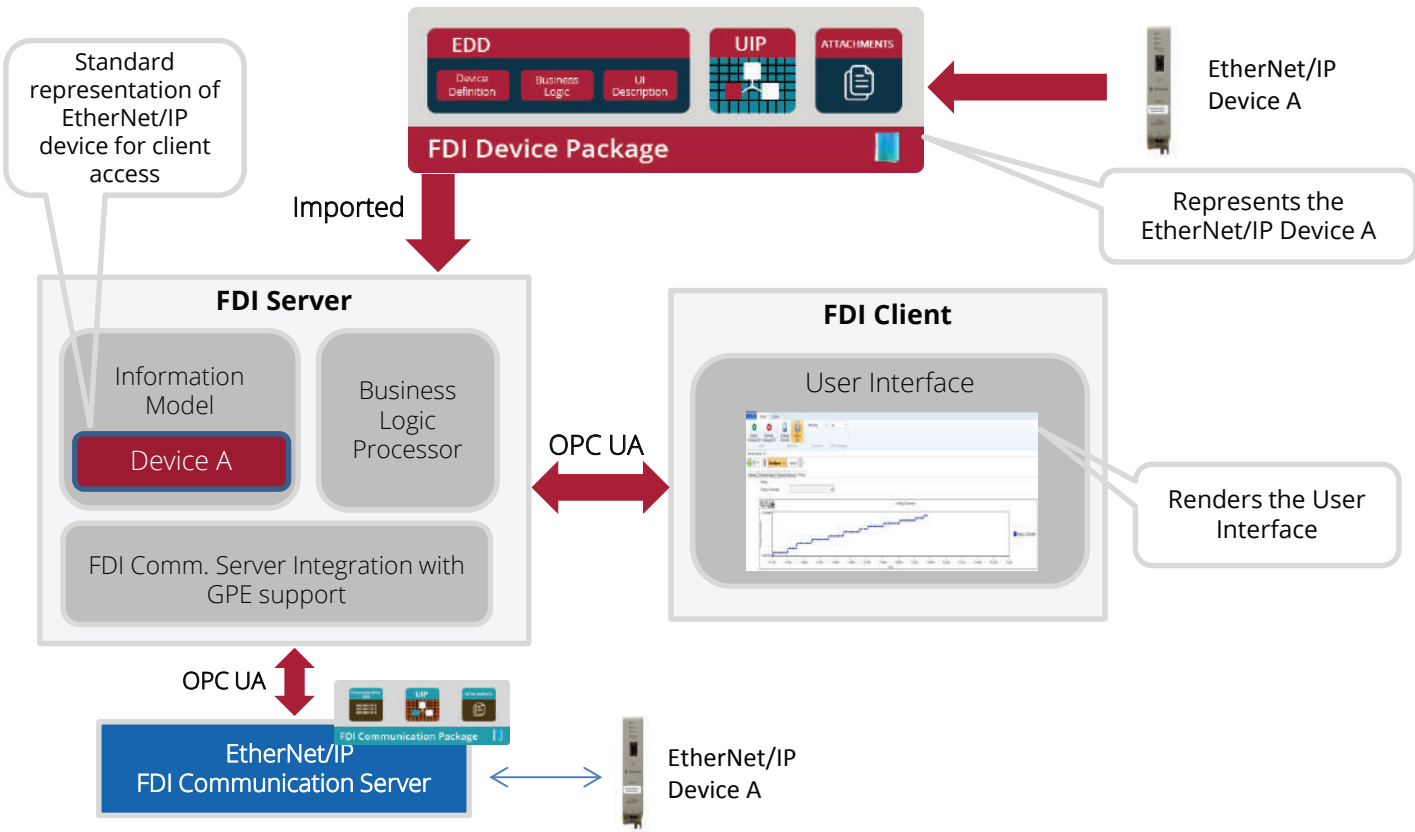 Standard
representation of
EtherNet/IP
device for client
access
EDD
Device
Definition
Business
Logic
UI
Description
UIP
ATTACHMENTS
FDI Device Package
EtherNet/IP
Device A
Represents the
EtherNet/IP Device A
Imported
FDI Server
Information
Model
Device A
Business
Logic
Processor
FDI Comm. Server Integration with
GPE support
OPC UA
FDI Client
User Interface
Renders the User
Interface
OPC UA
UIP
ATTACHMENTS
FDI Communication Package
EtherNet/IP
FDI Communication Server
EtherNet/IP
Device A